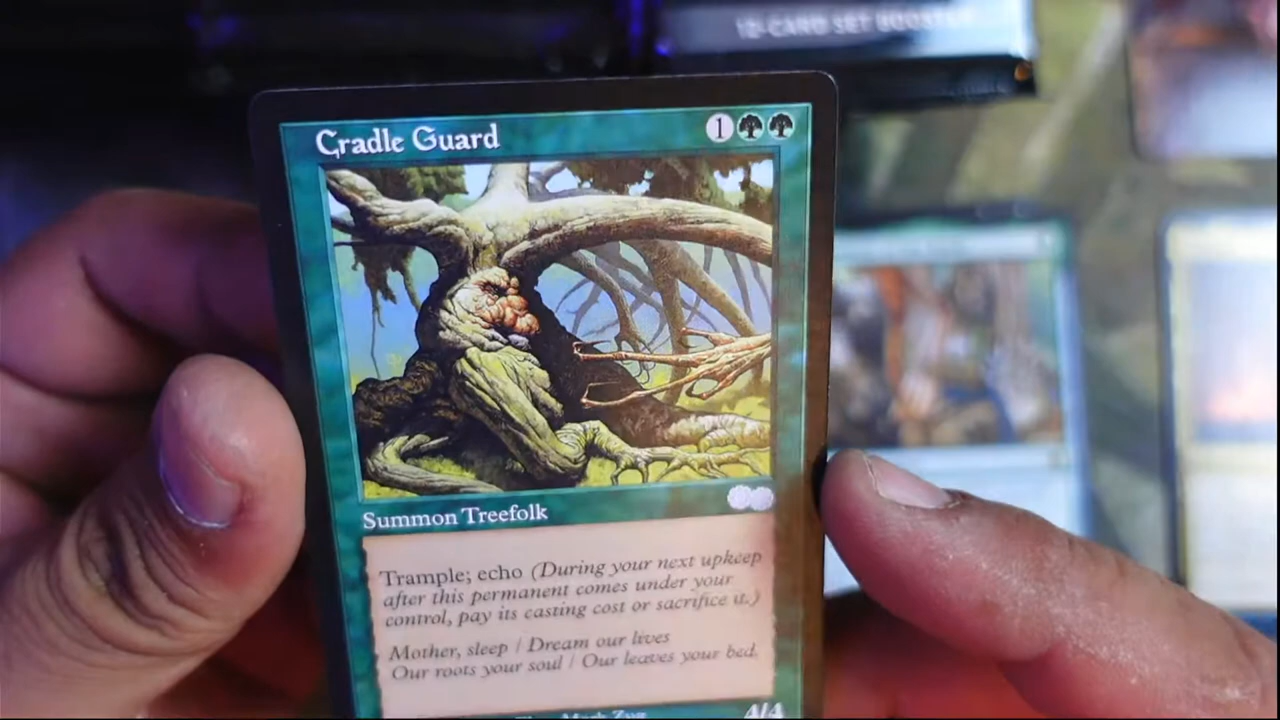 12-CARD SET BOOSTER
Cradle Guard 1
Summon Treefolk
Trample; echo (During your next upkeep
after this permanent comes under your
control, pay its casting cost or sacrifice it.)
Mother, sleep / Dream our lives
Our roots your soul / Our leaves your bed.
Mark Zug
4/4